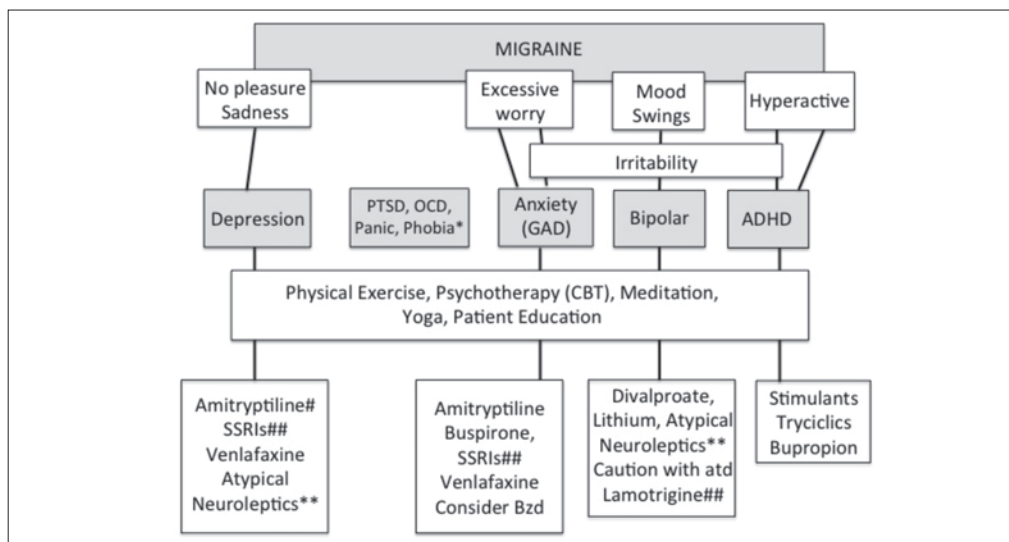 MIGRAINE
No pleasure
Sadness
Excessive
worry
Mood
Swings
Hyperactive
Irritability
Depression
PTSD, OCD,
Panic, Phobia*
Anxiety
(GAD)
Bipolar
ADHD
Physical Exercise, Psychotherapy (CBT), Meditation,
Yoga, Patient Education
Amitryptiline#
SSRIs##
Venlafaxine
Atypical
Neuroleptics**
Amitryptiline
Buspirone,
SSRIs##
Venlafaxine
Consider Bzd
Divalproate,
Lithium, Atypical
Neuroleptics**
Caution with atd
Lamotrigine##
Stimulants
Tryciclics
Bupropion